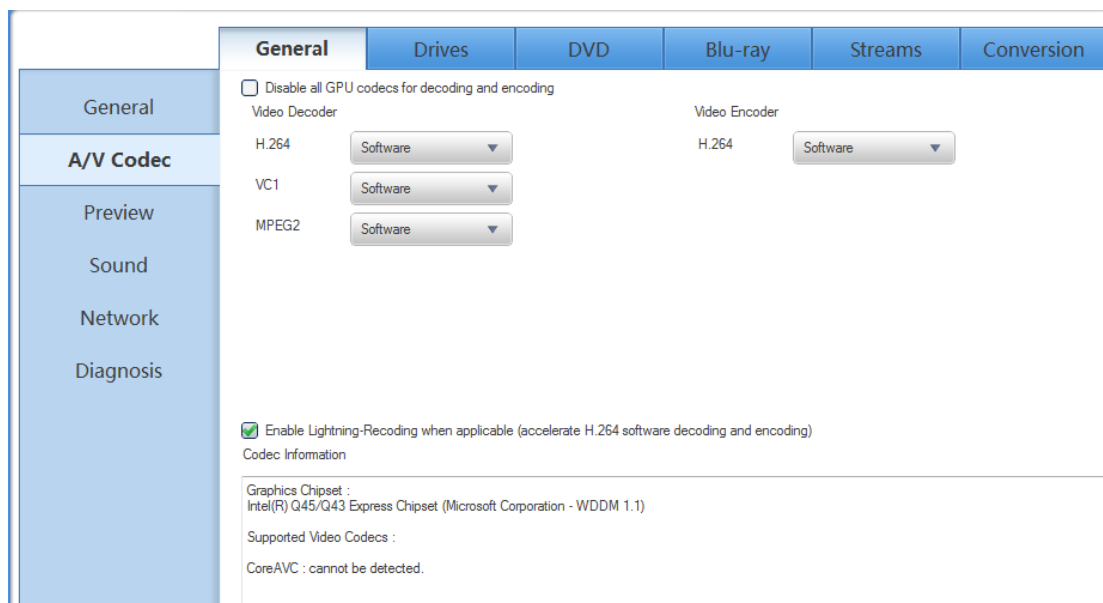 General Drives DVD Blu-ray Streams Conversion
General
A/V Codec
Preview
Sound
Network
Diagnosis
Disable all GPU codecs for decoding and encoding
Video Decoder Video Encoder
H.264 Software H.264 Software
VC1 Software
MPEG2 Software
Enable Lightning-Recoding when applicable (accelerate H.264 software decoding and encoding)
Codec Information
Graphics Chipset :
Intel(R) Q45/Q43 Express Chipset (Microsoft Corporation - WDDM 1.1)
Supported Video Codecs :
CoreAVC : cannot be detected.